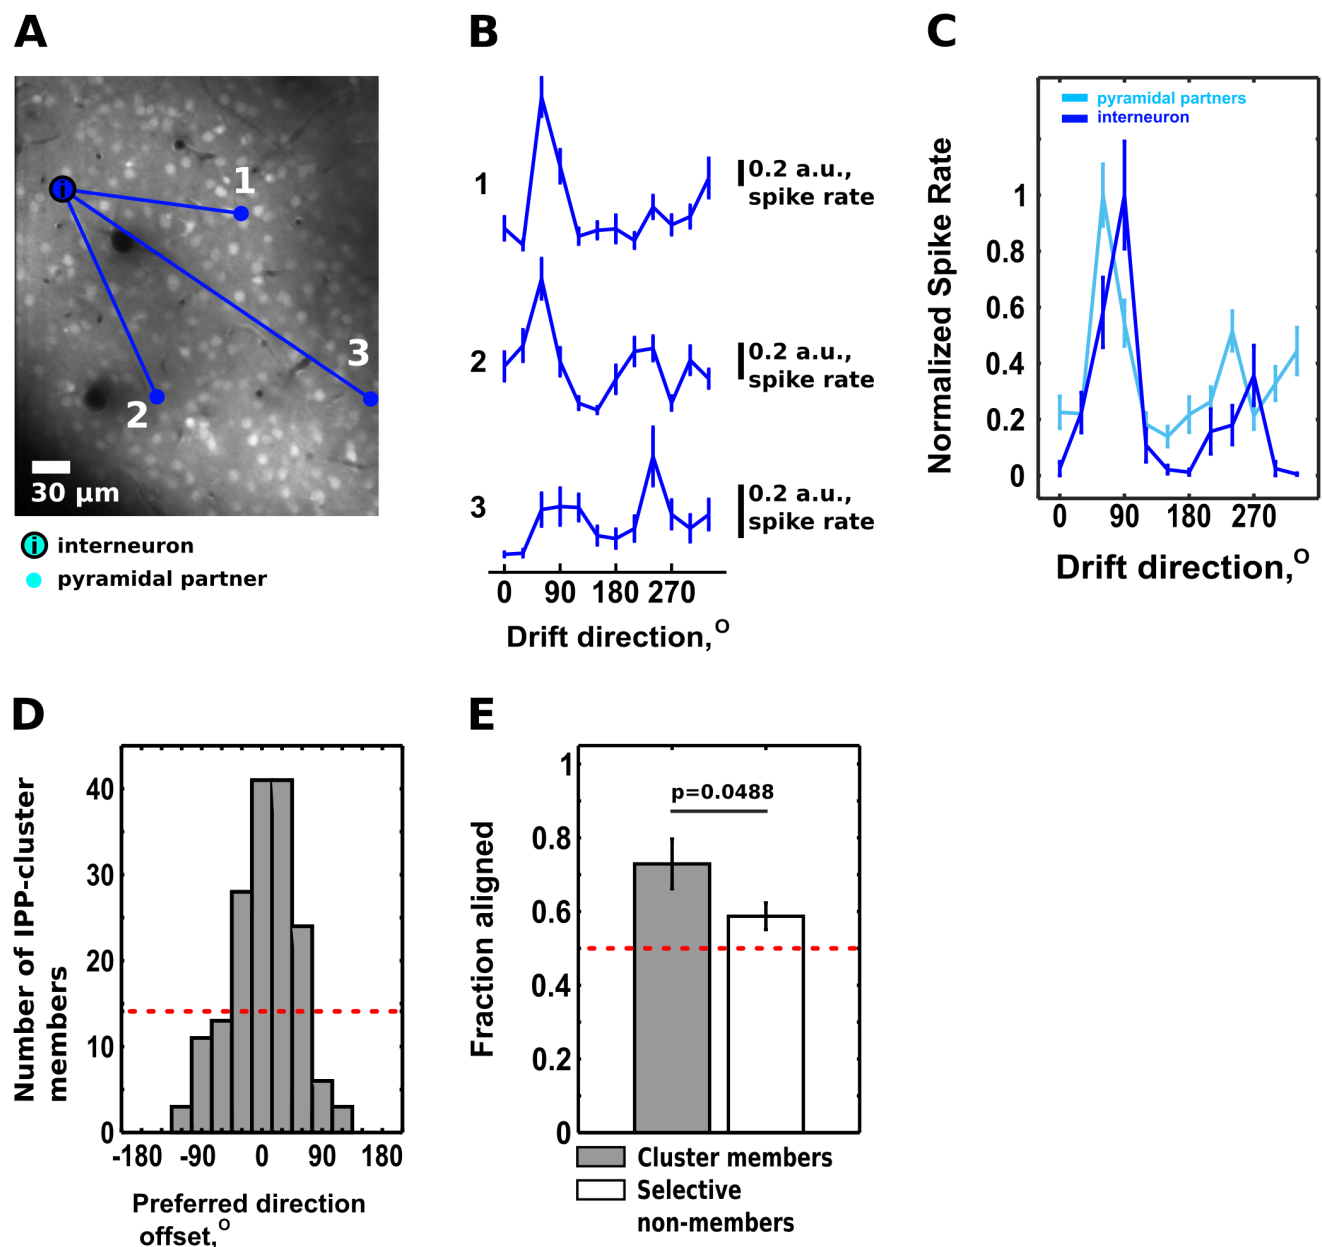 A
i
1
2
3
30 μm
i interneuron
pyramidal partner
B
1
0.2 a.u.,
spike rate
2
0.2 a.u.,
spike rate
3
0.2 a.u.,
spike rate
0 90 180 270
Drift direction,°
C
pyramidal partners
interneuron
Normalized Spike Rate
1
0.8
0.6
0.4
0.2
0
0 90 180 270
Drift direction,°
D
Number of IPP-cluster
members
40
30
20
10
0
-180 -90 0 90 180
Preferred direction
offset,°
E
Fraction aligned
1
0.8
0.6
0.4
0.2
0
p=0.0488
Cluster members
Selective
non-members